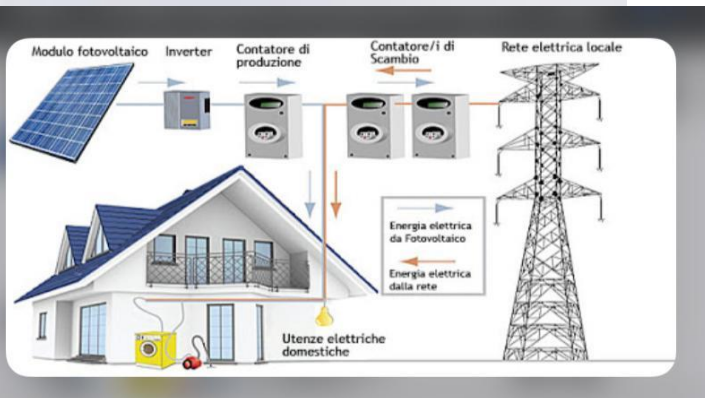 Modulo fotovoltaico
Inverter
Contatore di
produzione
Contatore/i di
Scambio
Rete elettrica locale
Energia elettrica
da Fotovoltaico
Energia elettrica
dalla rete
Utenze elettriche
domestiche